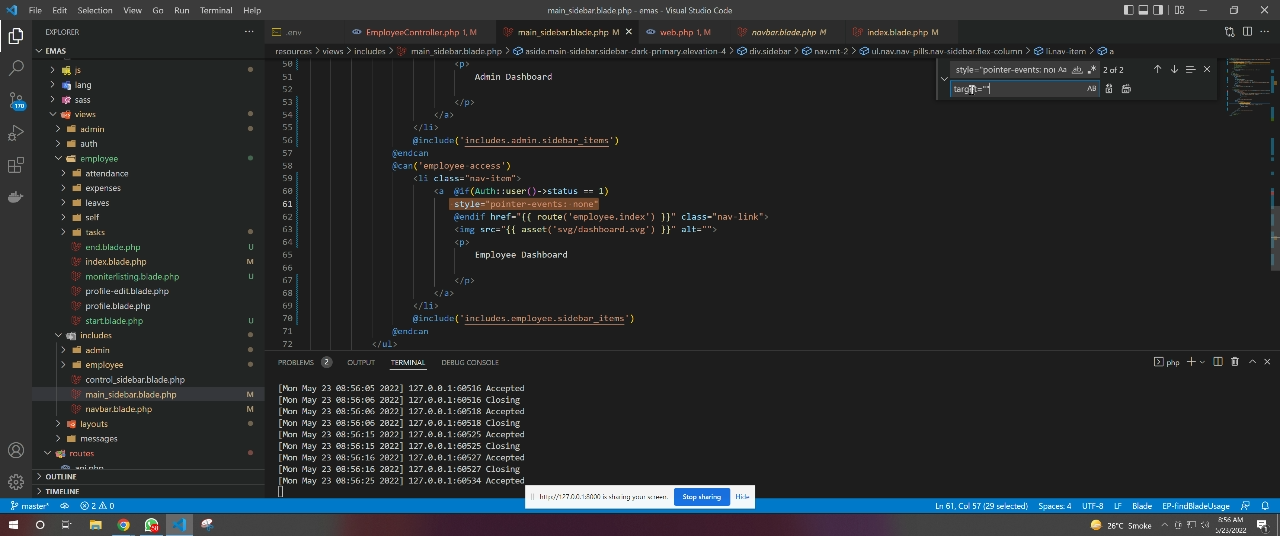 File Edit Selection View Go Run Terminal Help
main_sidebar.blade.php - emas - Visual Studio Code
EXPLORER
EMAS
js
lang
sass
views
admin
auth
employee
attendance
expenses
leaves
self
tasks
end.blade.php U
index.blade.php M
moniterlisting.blade.php U
profile-edit.blade.php
profile.blade.php
start.blade.php U
includes
admin
employee
control_sidebar.blade.php
main_sidebar.blade.php M
navbar.blade.php M
layouts
messages
routes
api.php
OUTLINE
TIMELINE
170
.env
EmployeeController.php 1, M
main_sidebar.blade.php M
web.php 1, M
navbar.blade.php M
index.blade.php M
resources > views > includes > main_sidebar.blade.php > aside.main-sidebar.sidebar-dark-primary.elevation-4 > div.sidebar > nav.mt-2 > ul.nav.nav-pills.nav-sidebar.flex-column > li.nav-item > a
style="pointer-events: non Aa ab 2 of 2
target="" AB
50 <p>
51 Admin Dashboard
52
53 </p>
54 </a>
55 </li>
56 @include('includes.admin.sidebar_items')
57 @endcan
58 @can('employee-access')
59 <li class="nav-item">
60 <a @if(Auth::user()->status == 1)
61 style="pointer-events: none"
62 @endif href="{{ route('employee.index') }}" class="nav-link">
63 <img src="{{ asset('svg/dashboard.svg') }}" alt="">
64 <p>
65 Employee Dashboard
66
67 </p>
68 </a>
69 </li>
70 @include('includes.employee.sidebar_items')
71 @endcan
72 </ul>
PROBLEMS 2 OUTPUT TERMINAL DEBUG CONSOLE
php
[Mon May 23 08:56:05 2022] 127.0.0.1:60516 Accepted
[Mon May 23 08:56:06 2022] 127.0.0.1:60516 Closing
[Mon May 23 08:56:06 2022] 127.0.0.1:60518 Accepted
[Mon May 23 08:56:06 2022] 127.0.0.1:60518 Closing
[Mon May 23 08:56:15 2022] 127.0.0.1:60525 Accepted
[Mon May 23 08:56:15 2022] 127.0.0.1:60525 Closing
[Mon May 23 08:56:16 2022] 127.0.0.1:60527 Accepted
[Mon May 23 08:56:16 2022] 127.0.0.1:60527 Closing
[Mon May 23 08:56:25 2022] 127.0.0.1:60534 Accepted
http://127.0.0.1:8000 is sharing your screen. Stop sharing Hide
master* 2 0
Ln 61, Col 57 (29 selected) Spaces: 4 UTF-8 LF Blade EP-findBladeUsage
26°C Smoke
8:56 AM
5/23/2022